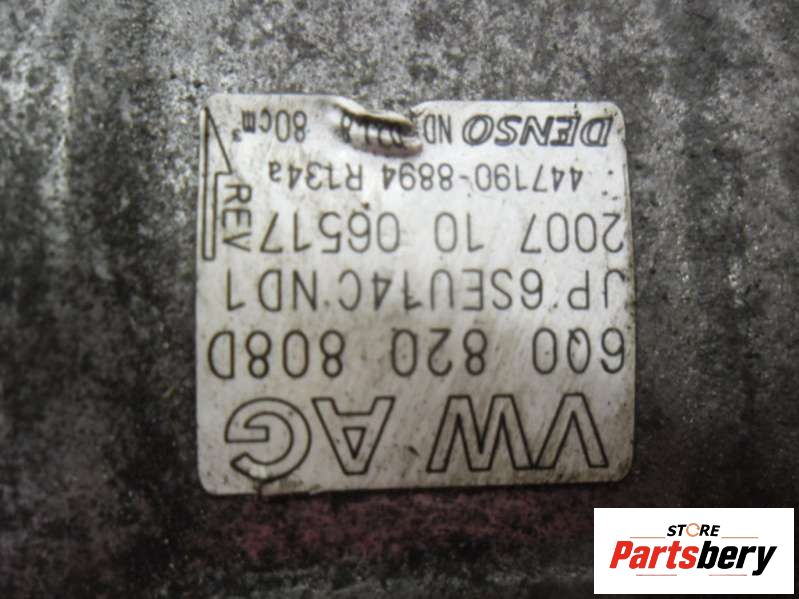 VW AG
6Q0 820 808D
JP 6SEU14C ND1
2007 10 06517 REV
447190-8894 R134a
DENSO ND 80cm³
STORE
Partsbery